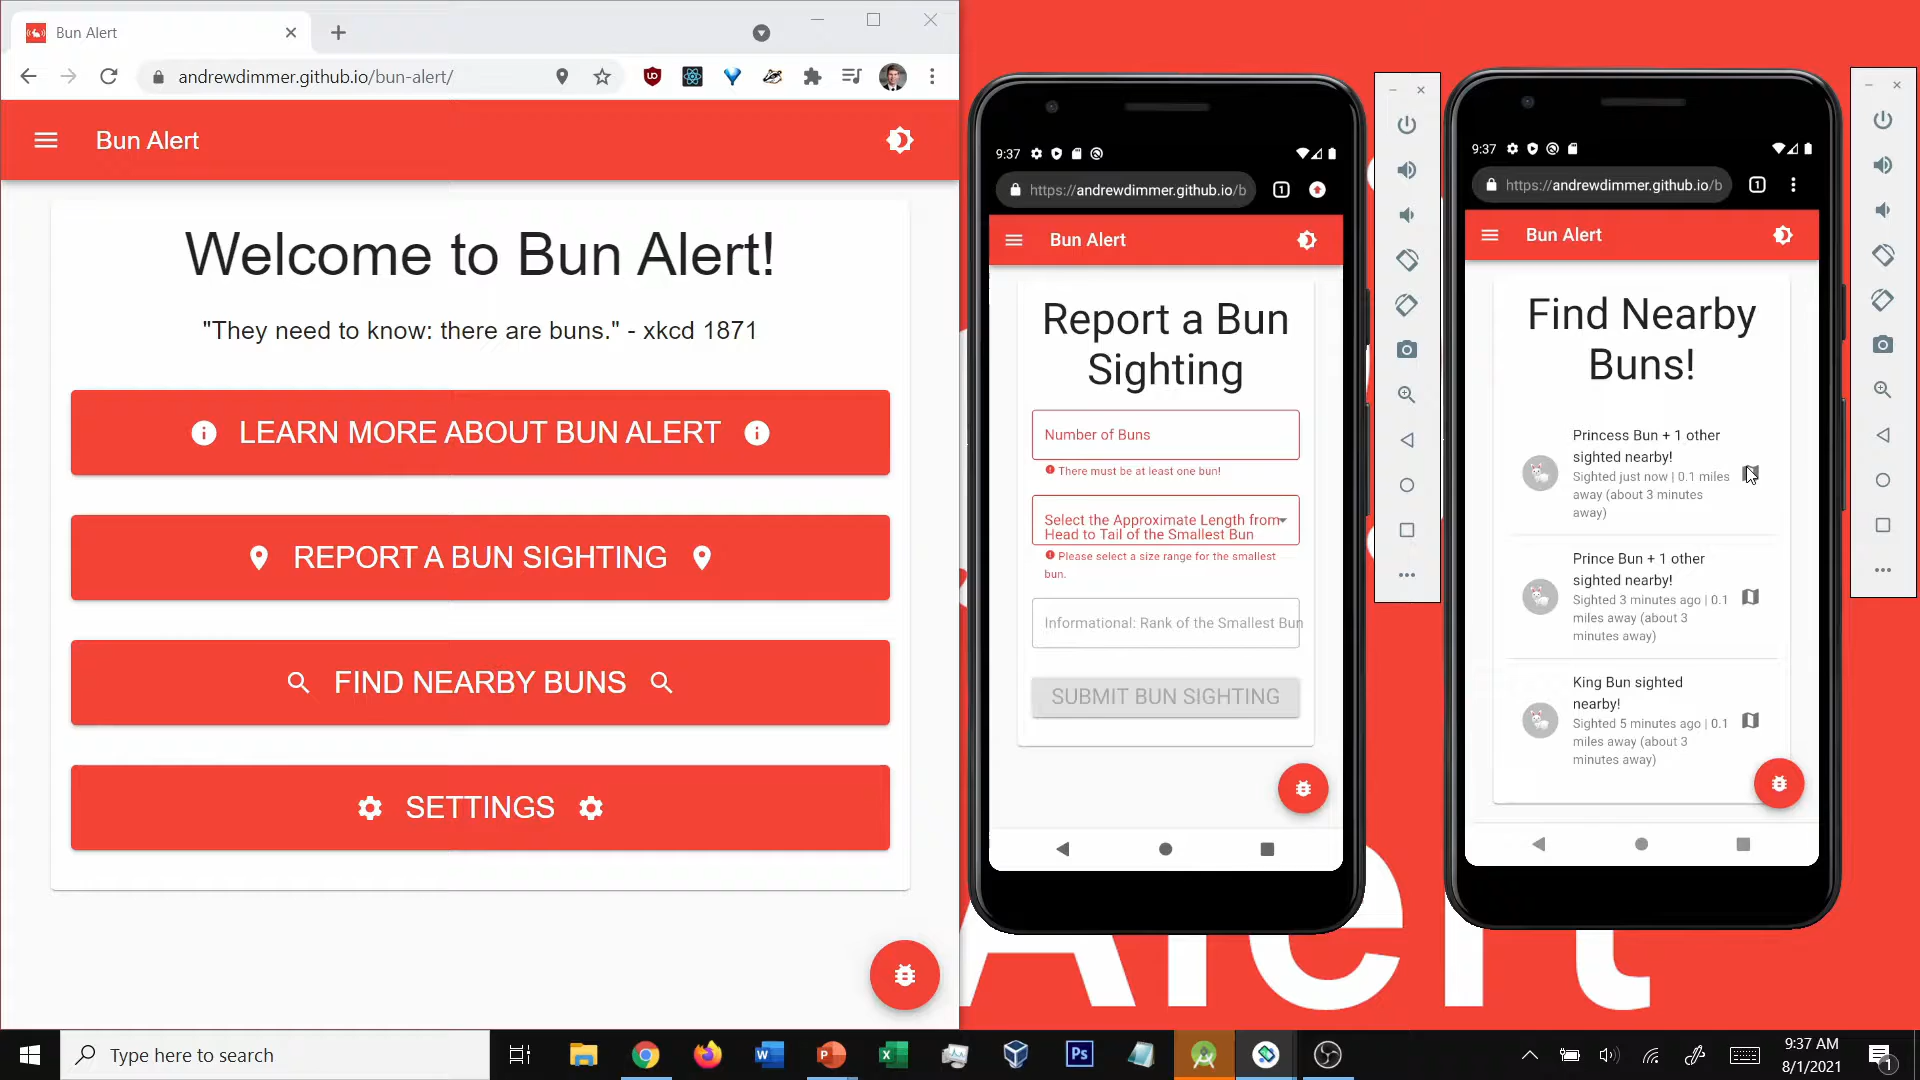 Bun Alert
andrewdimmer.github.io/bun-alert/
Bun Alert
Welcome to Bun Alert!
"They need to know: there are buns." - xkcd 1871
LEARN MORE ABOUT BUN ALERT
REPORT A BUN SIGHTING
FIND NEARBY BUNS
SETTINGS
9:37
https://andrewdimmer.github.io/b
1
Bun Alert
Report a Bun
Sighting
Number of Buns
There must be at least one bun!
Select the Approximate Length from
Head to Tail of the Smallest Bun
Please select a size range for the smallest
bun.
Informational: Rank of the Smallest Bun
SUBMIT BUN SIGHTING
9:37
https://andrewdimmer.github.io/b
1
Bun Alert
Find Nearby
Buns!
Princess Bun + 1 other
sighted nearby!
Sighted just now | 0.1 miles
away (about 3 minutes
away)
Prince Bun + 1 other
sighted nearby!
Sighted 3 minutes ago | 0.1
miles away (about 3
minutes away)
King Bun sighted
nearby!
Sighted 5 minutes ago | 0.1
miles away (about 3
minutes away)
Alert
Type here to search
Ps
9:37 AM
8/1/2021
1